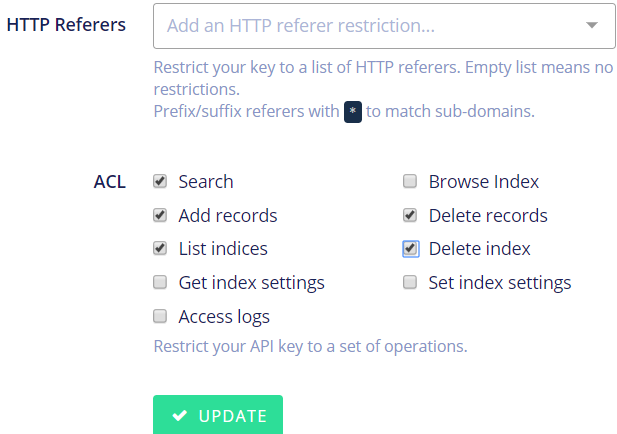 HTTP Referers
Add an HTTP referer restriction...
Restrict your key to a list of HTTP referers. Empty list means no
restrictions.
Prefix/suffix referers with * to match sub-domains.
ACL
Search
Browse Index
Add records
Delete records
List indices
Delete index
Get index settings
Set index settings
Access logs
Restrict your API key to a set of operations.
UPDATE